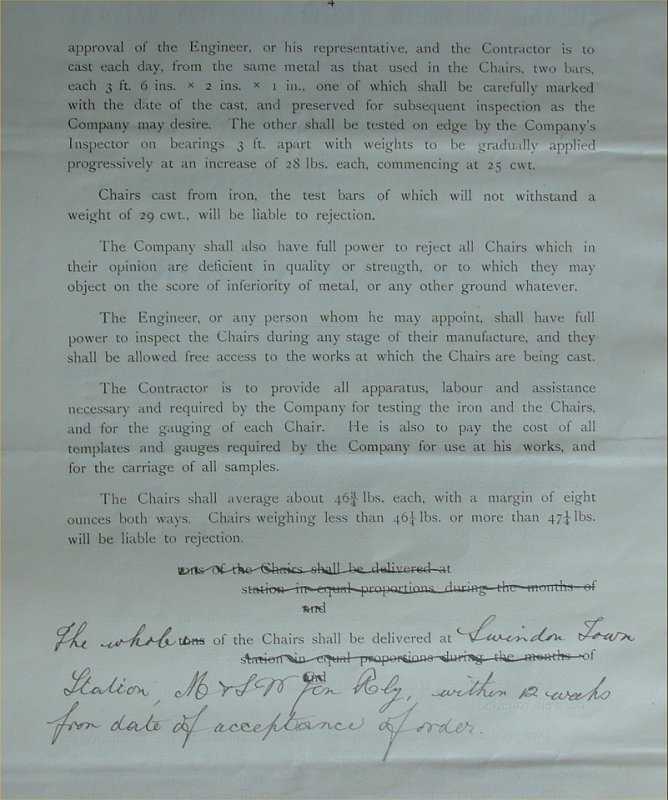 4
approval of the Engineer, or his representative, and the Contractor is to
cast each day, from the same metal as that used in the Chairs, two bars,
each 3 ft. 6 ins. × 2 ins. × 1 in., one of which shall be carefully marked
with the date of the cast, and preserved for subsequent inspection as the
Company may desire. The other shall be tested on edge by the Company's
Inspector on bearings 3 ft. apart with weights to be gradually applied
progressively at an increase of 28 lbs. each, commencing at 25 cwt.
Chairs cast from iron, the test bars of which will not withstand a
weight of 29 cwt., will be liable to rejection.
The Company shall also have full power to reject all Chairs which in
their opinion are deficient in quality or strength, or to which they may
object on the score of inferiority of metal, or any other ground whatever.
The Engineer, or any person whom he may appoint, shall have full
power to inspect the Chairs during any stage of their manufacture, and they
shall be allowed free access to the works at which the Chairs are being cast.
The Contractor is to provide all apparatus, labour and assistance
necessary and required by the Company for testing the iron and the Chairs,
and for the gauging of each Chair. He is also to pay the cost of all
templates and gauges required by the Company for use at his works, and
for the carriage of all samples.
The Chairs shall average about 46¾ lbs. each, with a margin of eight
ounces both ways. Chairs weighing less than 46¼ lbs. or more than 47¼ lbs.
will be liable to rejection.
tons of the Chairs shall be delivered at
station in equal proportions during the months of
and
The whole tons of the Chairs shall be delivered at Swindon Town
station in equal proportions during the months of
and
Station, M & S W Jcn Rly, within 12 weeks
from date of acceptance of order.